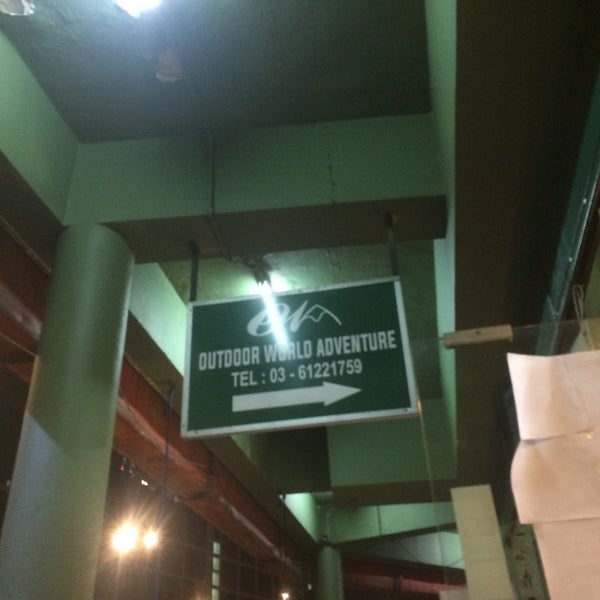 OUTDOOR WORLD ADVENTURE
TEL : 03 - 61221759